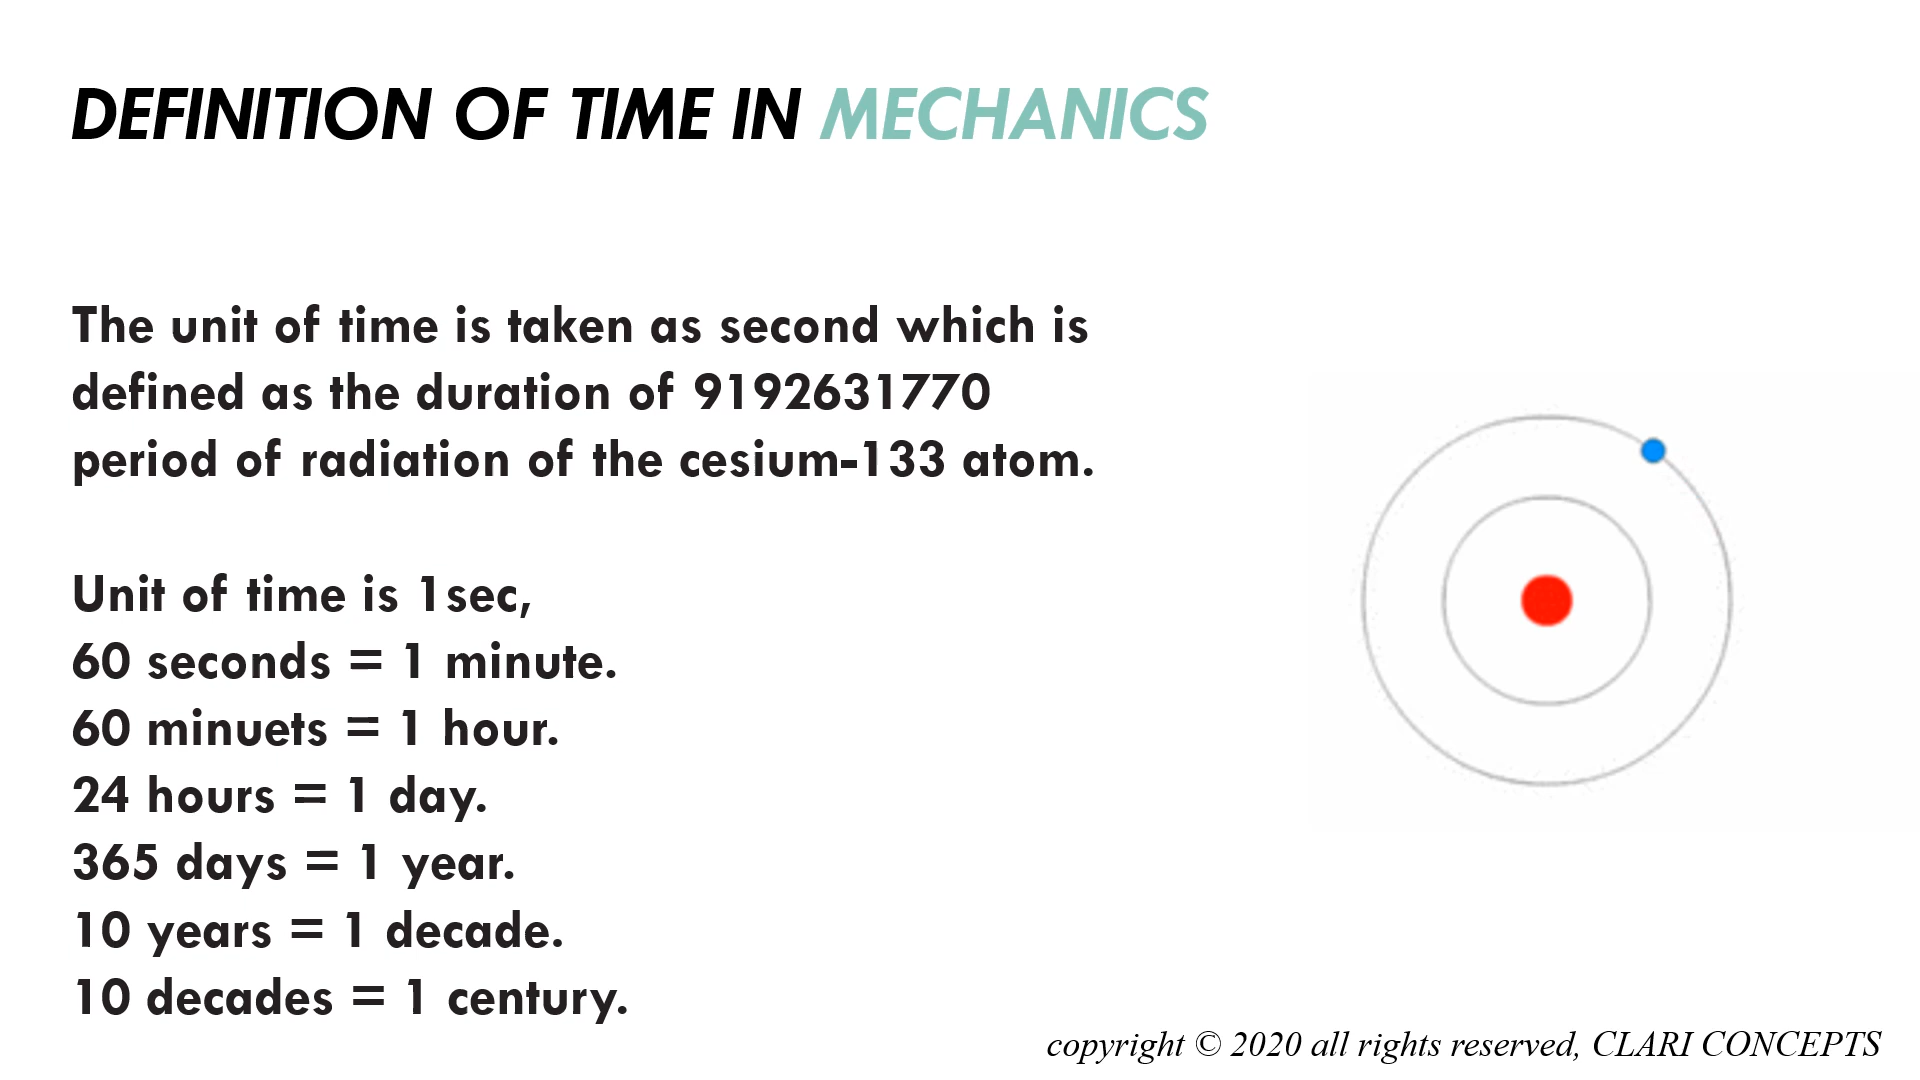 DEFINITION OF TIME IN MECHANICS
The unit of time is taken as second which is
defined as the duration of 9192631770
period of radiation of the cesium-133 atom.
Unit of time is 1sec,
60 seconds = 1 minute.
60 minuets = 1 hour.
24 hours = 1 day.
365 days = 1 year.
10 years = 1 decade.
10 decades = 1 century.
copyright © 2020 all rights reserved, CLARI CONCEPTS